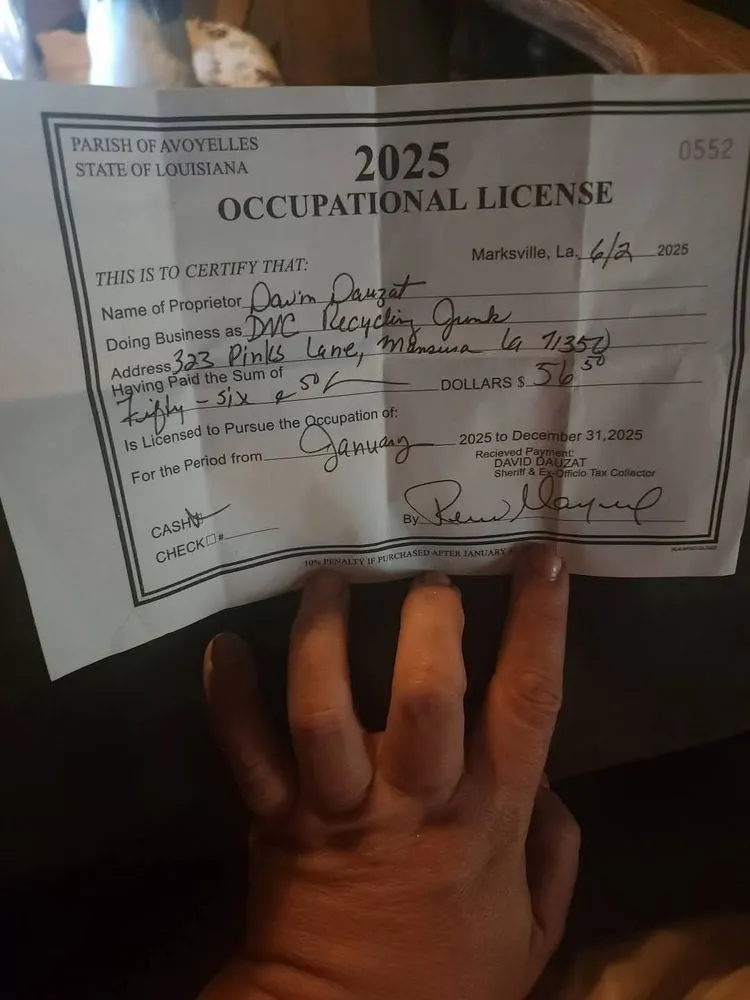 PARISH OF AVOYELLES
STATE OF LOUISIANA
0552
2025
OCCUPATIONAL LICENSE
Marksville, La. 6/2 2025
THIS IS TO CERTIFY THAT:
Name of Proprietor Dauzat
Doing Business as Recycling Junk
Address 323 Pinks Lane, Mansura La
Having Paid the Sum of
Fifty-six & 50/ DOLLARS $ 56 50
Is Licensed to Pursue the Occupation of:
For the Period from January 2025 to December 31, 2025
Recieved Payment:
DAVID DAUZAT
Sheriff & Ex-Officio Tax Collector
CASH
By
CHECK #
10% PENALTY IF PURCHASED AFTER JANUARY